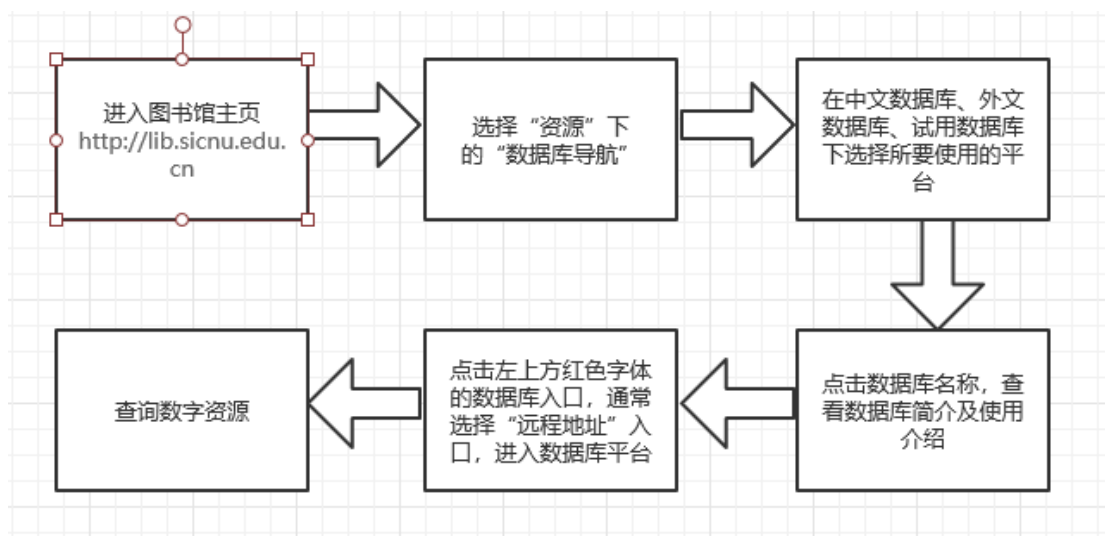 进入图书馆主页
http://lib.sicnu.edu.
cn
选择“资源”下
的“数据库导航”
在中文数据库、外文
数据库、试用数据库
下选择所要使用的平
台
点击数据库名称，查
看数据库简介及使用
介绍
点击左上方红色字体
的数据库入口，通常
选择“远程地址”入
口，进入数据库平台
查询数字资源